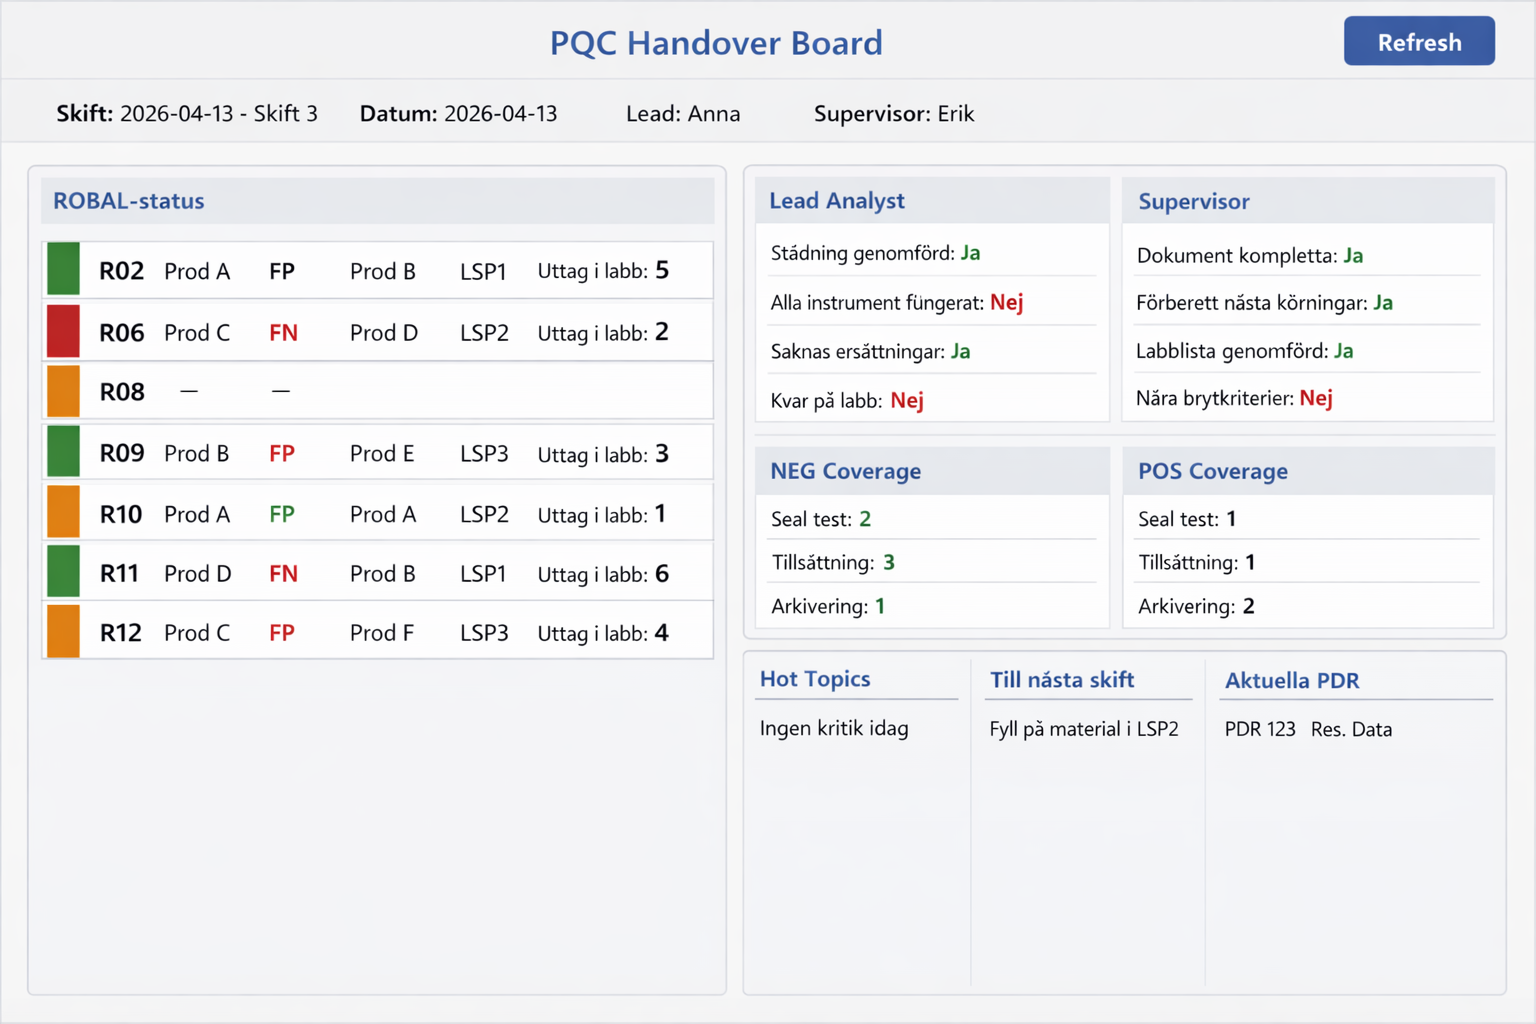 PQC Handover Board
Refresh
Skift: 2026-04-13 - Skift 3 Datum: 2026-04-13 Lead: Anna Supervisor: Erik
ROBAL-status
R02 Prod A FP Prod B LSP1 Uttag i labb: 5
R06 Prod C FN Prod D LSP2 Uttag i labb: 2
R08 — —
R09 Prod B FP Prod E LSP3 Uttag i labb: 3
R10 Prod A FP Prod A LSP2 Uttag i labb: 1
R11 Prod D FN Prod B LSP1 Uttag i labb: 6
R12 Prod C FP Prod F LSP3 Uttag i labb: 4
Lead Analyst
Städning genomförd: Ja
Alla instrument fungerat: Nej
Saknas ersättningar: Ja
Kvar på labb: Nej
Supervisor
Dokument kompletta: Ja
Förberett nästa körningar: Ja
Labblista genomförd: Ja
Nära brytkriterier: Nej
NEG Coverage
Seal test: 2
Tillsättning: 3
Arkivering: 1
POS Coverage
Seal test: 1
Tillsättning: 1
Arkivering: 2
Hot Topics
Ingen kritik idag
Till nästa skift
Fyll på material i LSP2
Aktuella PDR
PDR 123 Res. Data